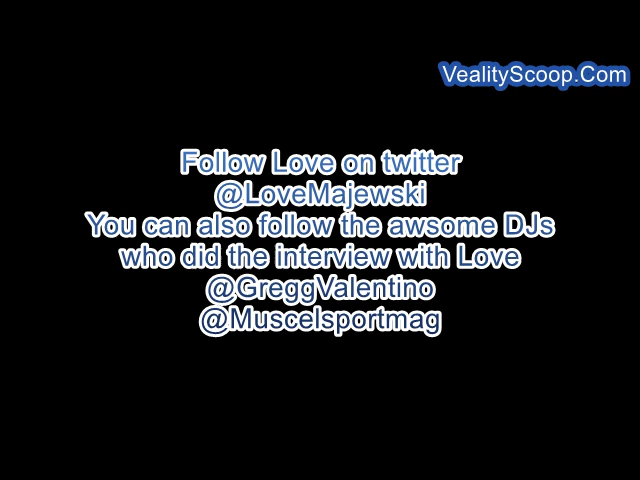 VealityScoop.Com
Follow Love on twitter
@LoveMajewski
You can also follow the awsome DJs
who did the interview with Love
@GreggValentino
@Muscelsportmag